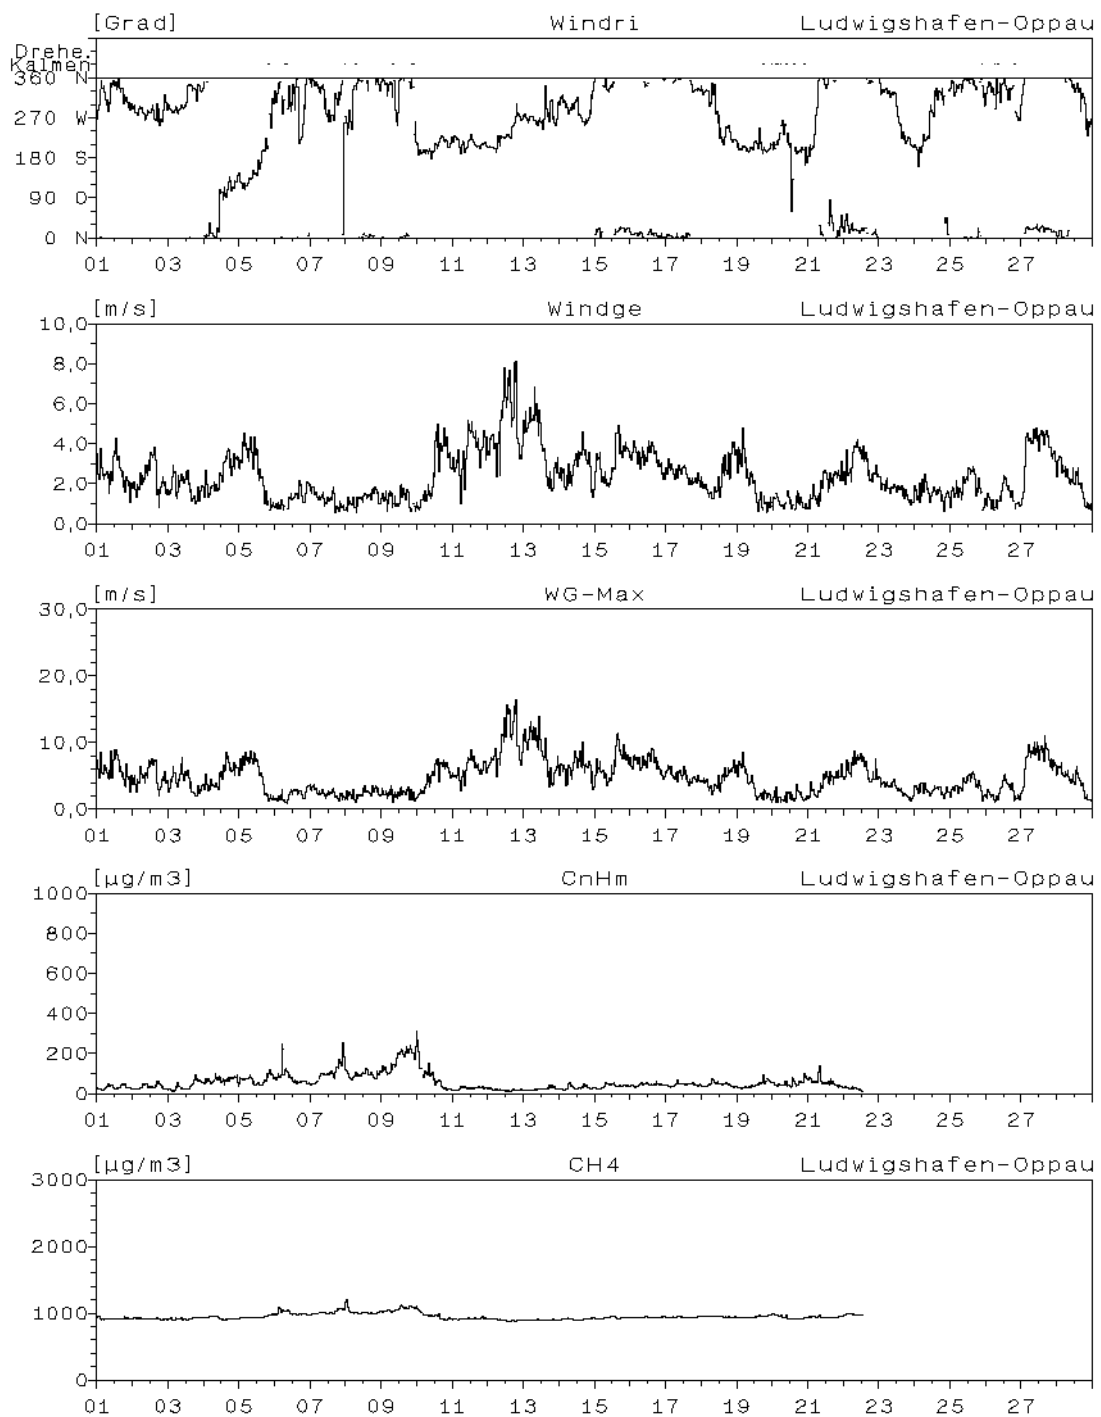 [Grad] Windri Ludwigshafen-Oppau
Drehe.
Kalmen
360 N
270 W
180 S
90 O
0 N
01 03 05 07 09 11 13 15 17 19 21 23 25 27
[m/s] Windge Ludwigshafen-Oppau
10,0
8,0
6,0
4,0
2,0
0,0
01 03 05 07 09 11 13 15 17 19 21 23 25 27
[m/s] WG-Max Ludwigshafen-Oppau
30,0
20,0
10,0
0,0
01 03 05 07 09 11 13 15 17 19 21 23 25 27
[µg/m3] CnHm Ludwigshafen-Oppau
1000
800
600
400
200
0
01 03 05 07 09 11 13 15 17 19 21 23 25 27
[µg/m3] CH4 Ludwigshafen-Oppau
3000
2000
1000
0
01 03 05 07 09 11 13 15 17 19 21 23 25 27